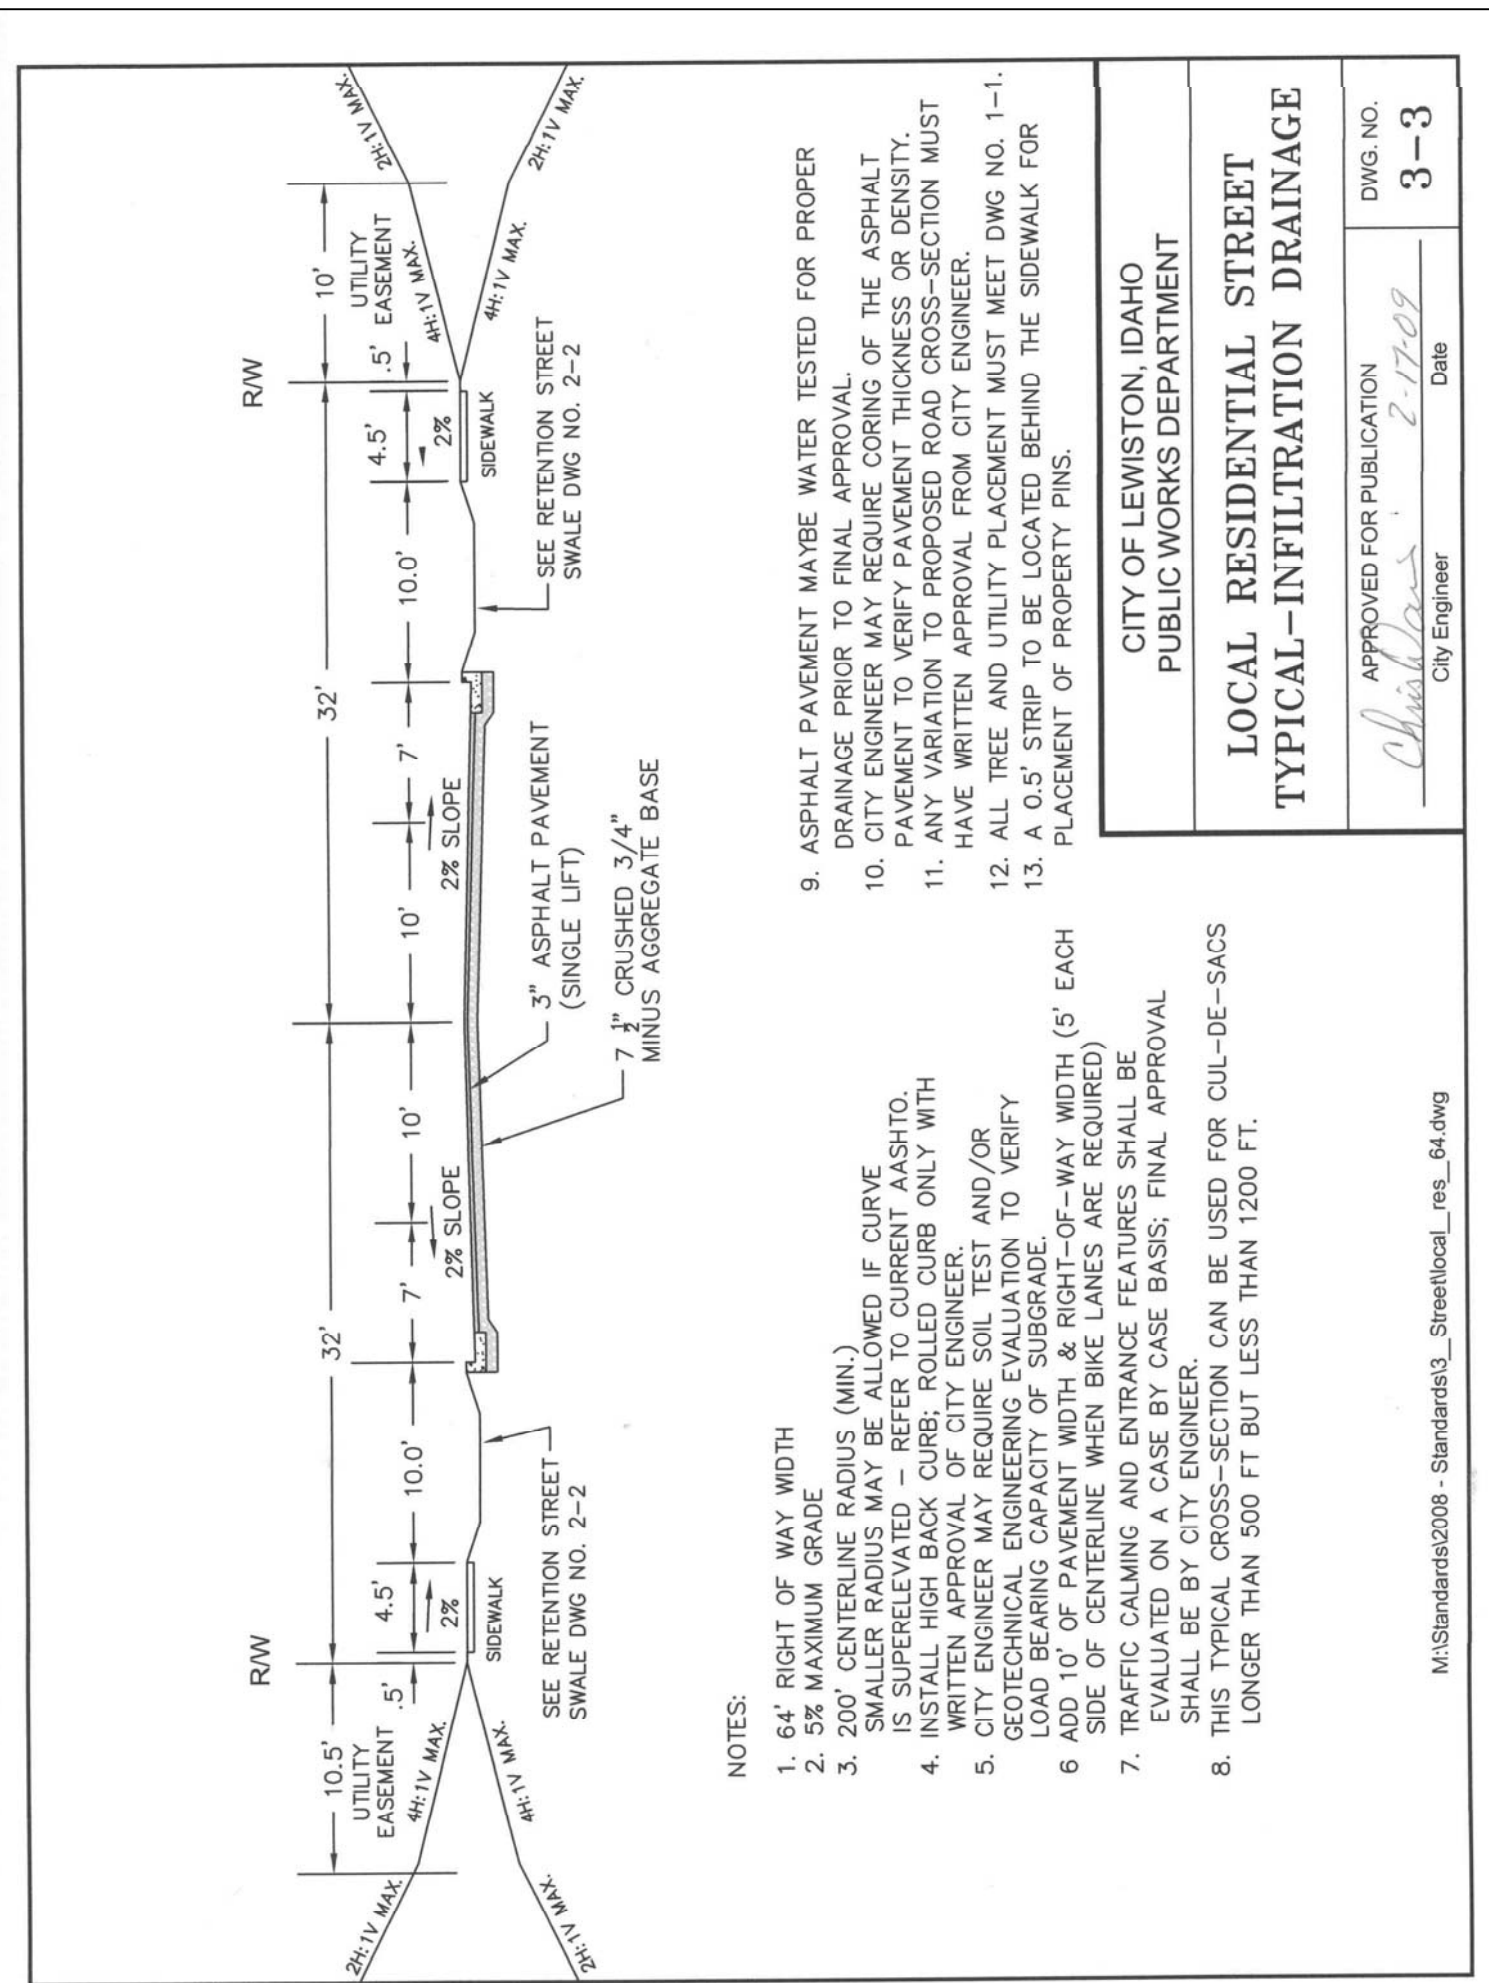 R/W
R/W
32'
32'
10.5'
10'
UTILITY
EASEMENT
.5'
4.5'
10.0'
7'
10'
10'
7'
10.0'
4.5'
.5'
UTILITY
EASEMENT
2H:1V MAX.
4H:1V MAX.
2%
2% SLOPE
2% SLOPE
2%
4H:1V MAX.
2H:1V MAX.
SIDEWALK
SIDEWALK
4H:1V MAX.
2H:1V MAX.
4H:1V MAX.
2H:1V MAX.
SEE RETENTION STREET
SWALE DWG NO. 2-2
3" ASPHALT PAVEMENT
(SINGLE LIFT)
7 1/2" CRUSHED 3/4"
MINUS AGGREGATE BASE
SEE RETENTION STREET
SWALE DWG NO. 2-2
NOTES:
1. 64' RIGHT OF WAY WIDTH
2. 5% MAXIMUM GRADE
3. 200' CENTERLINE RADIUS (MIN.)
SMALLER RADIUS MAY BE ALLOWED IF CURVE
IS SUPERELEVATED – REFER TO CURRENT AASHTO.
4. INSTALL HIGH BACK CURB; ROLLED CURB ONLY WITH
WRITTEN APPROVAL OF CITY ENGINEER.
5. CITY ENGINEER MAY REQUIRE SOIL TEST AND/OR
GEOTECHNICAL ENGINEERING EVALUATION TO VERIFY
LOAD BEARING CAPACITY OF SUBGRADE.
6 ADD 10' OF PAVEMENT WIDTH & RIGHT-OF-WAY WIDTH (5' EACH
SIDE OF CENTERLINE WHEN BIKE LANES ARE REQUIRED)
7. TRAFFIC CALMING AND ENTRANCE FEATURES SHALL BE
EVALUATED ON A CASE BY CASE BASIS; FINAL APPROVAL
SHALL BE BY CITY ENGINEER.
8. THIS TYPICAL CROSS-SECTION CAN BE USED FOR CUL-DE-SACS
LONGER THAN 500 FT BUT LESS THAN 1200 FT.
9. ASPHALT PAVEMENT MAYBE WATER TESTED FOR PROPER
DRAINAGE PRIOR TO FINAL APPROVAL.
10. CITY ENGINEER MAY REQUIRE CORING OF THE ASPHALT
PAVEMENT TO VERIFY PAVEMENT THICKNESS OR DENSITY.
11. ANY VARIATION TO PROPOSED ROAD CROSS-SECTION MUST
HAVE WRITTEN APPROVAL FROM CITY ENGINEER.
12. ALL TREE AND UTILITY PLACEMENT MUST MEET DWG NO. 1-1.
13. A 0.5' STRIP TO BE LOCATED BEHIND THE SIDEWALK FOR
PLACEMENT OF PROPERTY PINS.
CITY OF LEWISTON, IDAHO
PUBLIC WORKS DEPARTMENT
LOCAL RESIDENTIAL STREET
TYPICAL-INFILTRATION DRAINAGE
APPROVED FOR PUBLICATION
Chris Davis 2-17-09
City Engineer Date
DWG. NO.
3-3
M:\Standards\2008 - Standards\3__Street\local_res__64.dwg